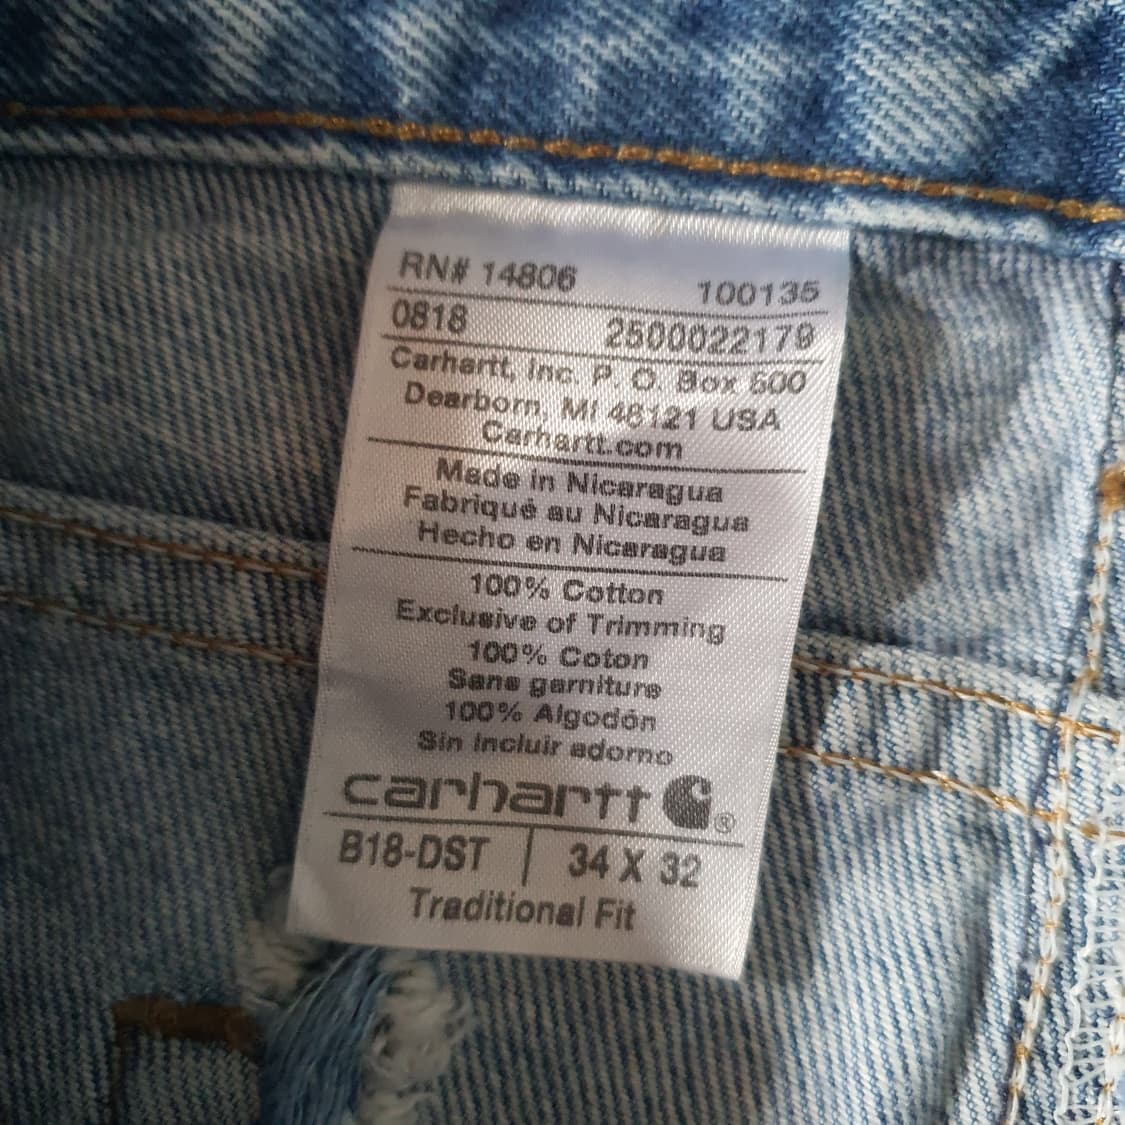 RN# 14806 100135
0818 2500022179
Carhartt, Inc. P. O. Box 600
Dearborn, MI 48121 USA
Carhartt.com
Made in Nicaragua
Fabriqué au Nicaragua
Hecho en Nicaragua
100% Cotton
Exclusive of Trimming
100% Coton
Sans garniture
100% Algodón
Sin Incluir adorno
carhartt ®
B18-DST | 34 X 32
Traditional Fit